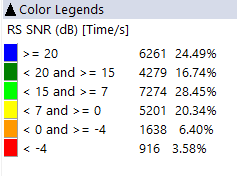 Color Legends
RS SNR (dB) [Time/s]
>= 20 6261 24.49%
< 20 and >= 15 4279 16.74%
< 15 and >= 7 7274 28.45%
< 7 and >= 0 5201 20.34%
< 0 and >= -4 1638 6.40%
< -4 916 3.58%